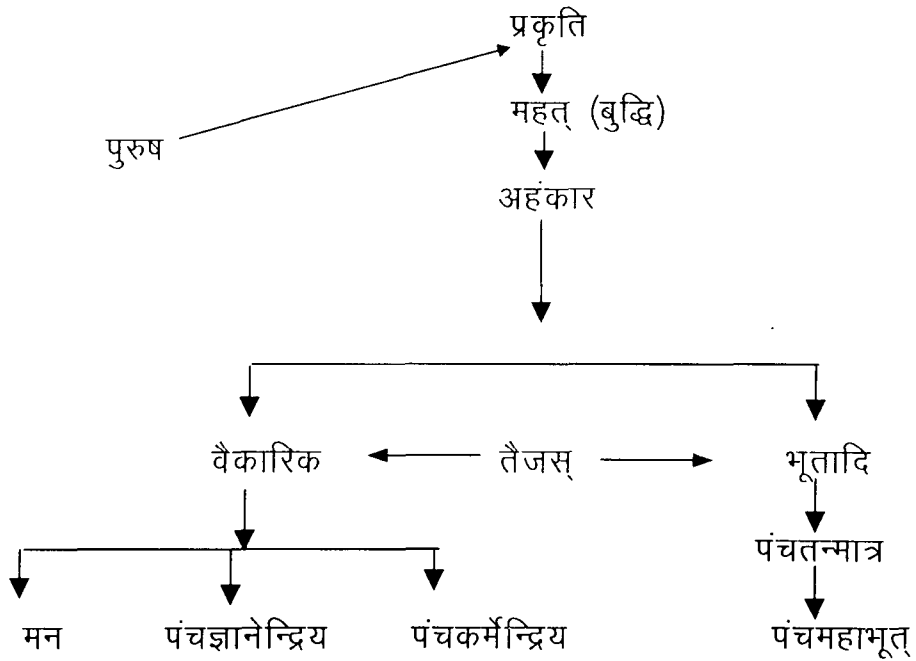 प्रकृति
महत् (बुद्धि)
पुरुष
अहंकार
वैकारिक तैजस् भूतादि
पंचतन्मात्र
मन पंचज्ञानेन्द्रिय पंचकर्मेन्द्रिय पंचमहाभूत्